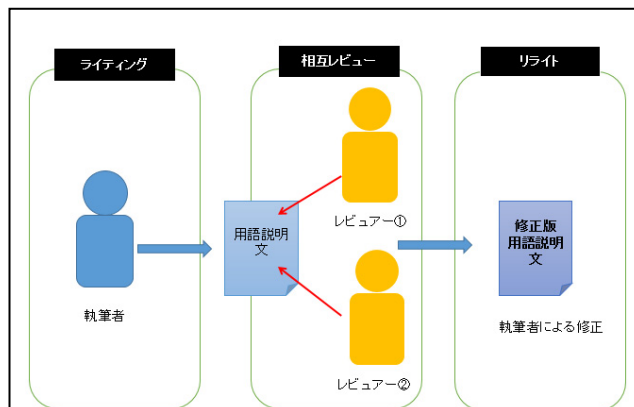 ライティング
相互レビュー
リライト
執筆者
用語説明
文
レビュアー①
レビュアー②
修正版
用語説明
文
執筆者による修正